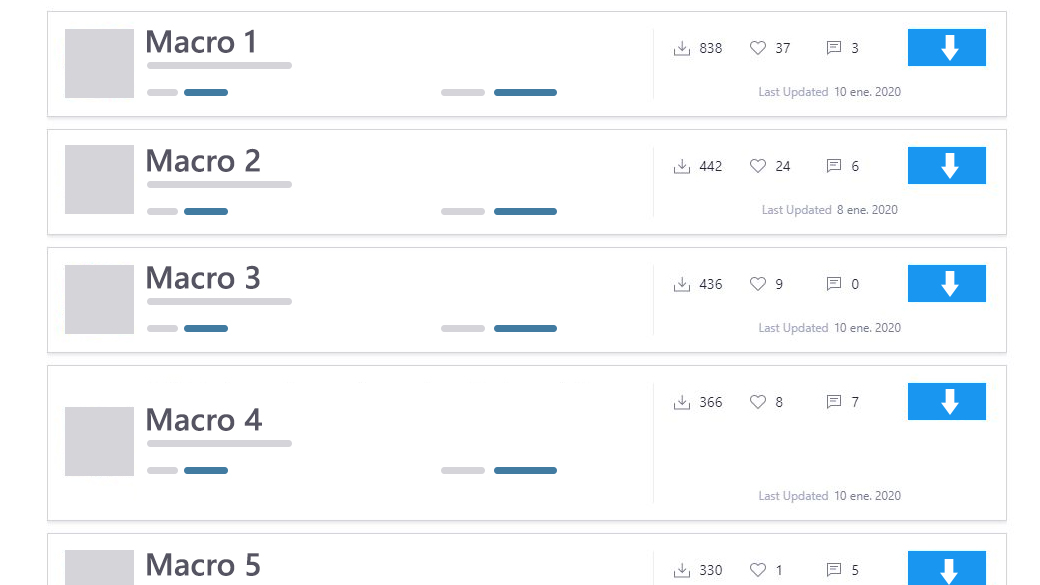 Macro 1
838 37 3
Last Updated 10 ene. 2020
Macro 2
442 24 6
Last Updated 8 ene. 2020
Macro 3
436 9 0
Last Updated 10 ene. 2020
Macro 4
366 8 7
Last Updated 10 ene. 2020
Macro 5
330 1 5